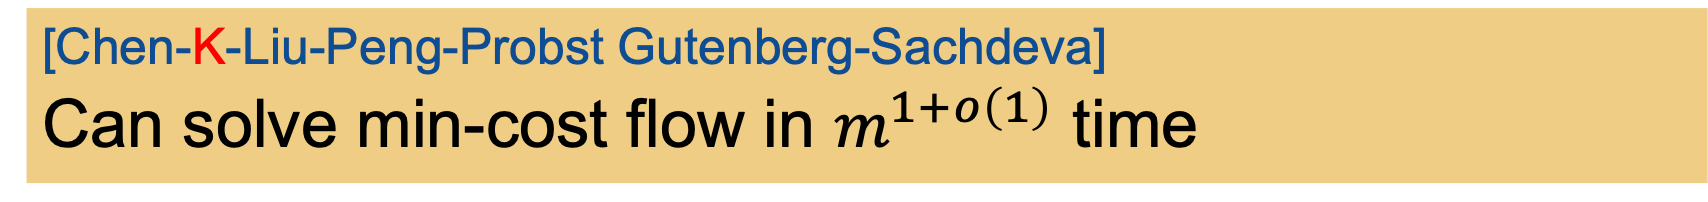 [Chen-K-Liu-Peng-Probst Gutenberg-Sachdeva]
Can solve min-cost flow in $m^{1+o(1)}$ time